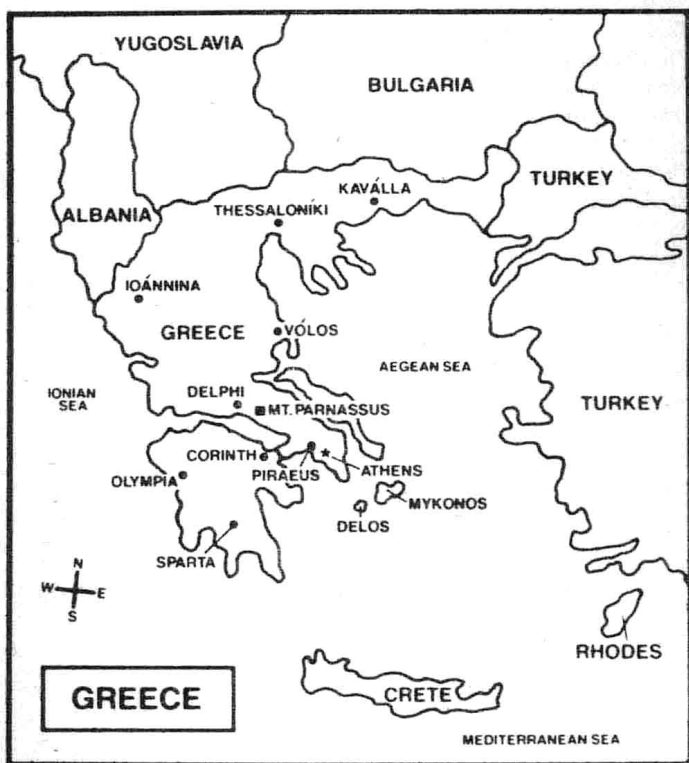 YUGOSLAVIA
BULGARIA
TURKEY
KAVÁLLA
ALBANIA
THESSALONÍKI
IOÁNNINA
GREECE
VÓLOS
AEGEAN SEA
IONIAN
SEA
DELPHI
MT. PARNASSUS
TURKEY
CORINTH
PIRAEUS
ATHENS
OLYMPIA
MYKONOS
DELOS
SPARTA
N
W
E
S
RHODES
GREECE
CRETE
MEDITERRANEAN SEA